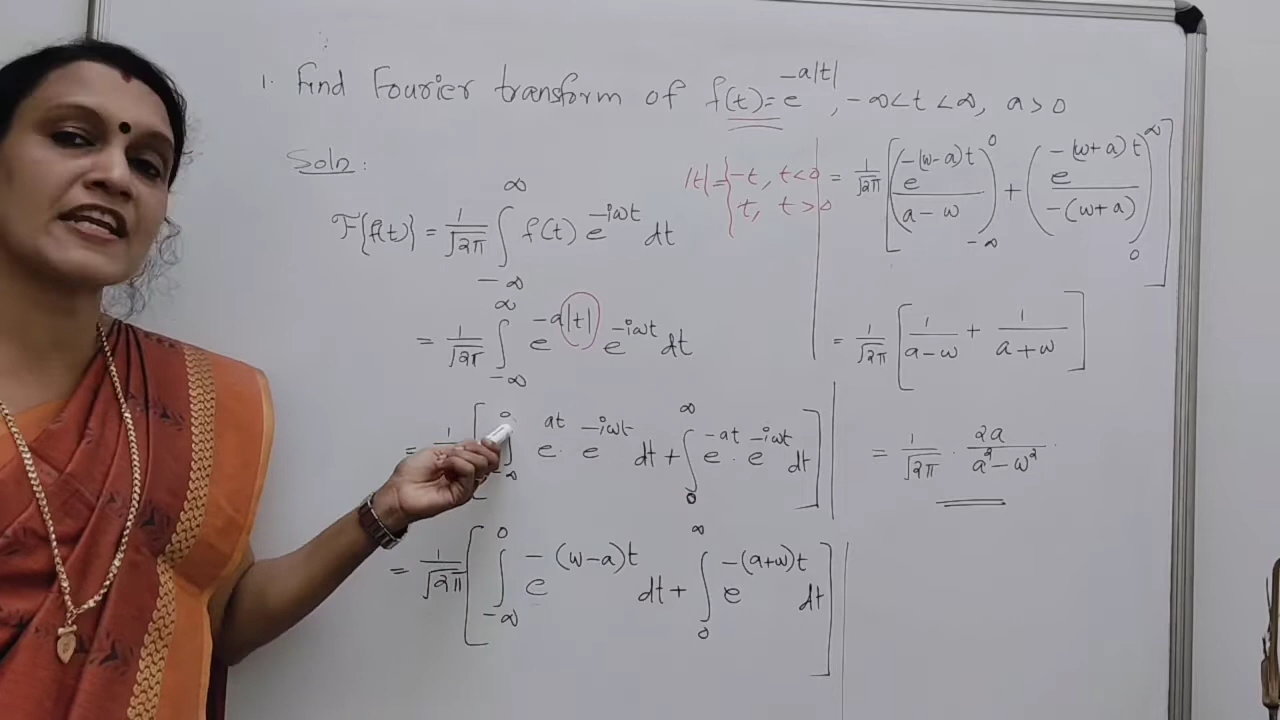 1. Find Fourier transform of f(t)=e^{-a|t|}, -∞<t<∞, a>0
Soln:
|t|={-t, t<0
t, t>0
F{f(t)} = 1/√2π ∫_{-∞}^{∞} f(t) e^{-iωt} dt
= 1/√2π ∫_{-∞}^{∞} e^{-a|t|} e^{-iωt} dt
= 1 [∫_{-∞}^{0} e^{at} · e^{-iωt} dt + ∫_{0}^{∞} e^{-at} · e^{-iωt} dt]
= 1/√2π [∫_{-∞}^{0} e^{-(ω-a)t} dt + ∫_{0}^{∞} e^{-(a+ω)t} dt]
= 1/√2π [(e^{-(ω-a)t}/(a-ω))_{-∞}^{0} + (e^{-(ω+a)t}/-(ω+a))_{0}^{∞}]
= 1/√2π [1/(a-ω) + 1/(a+ω)]
= 1/√2π · 2a/(a²-ω²)